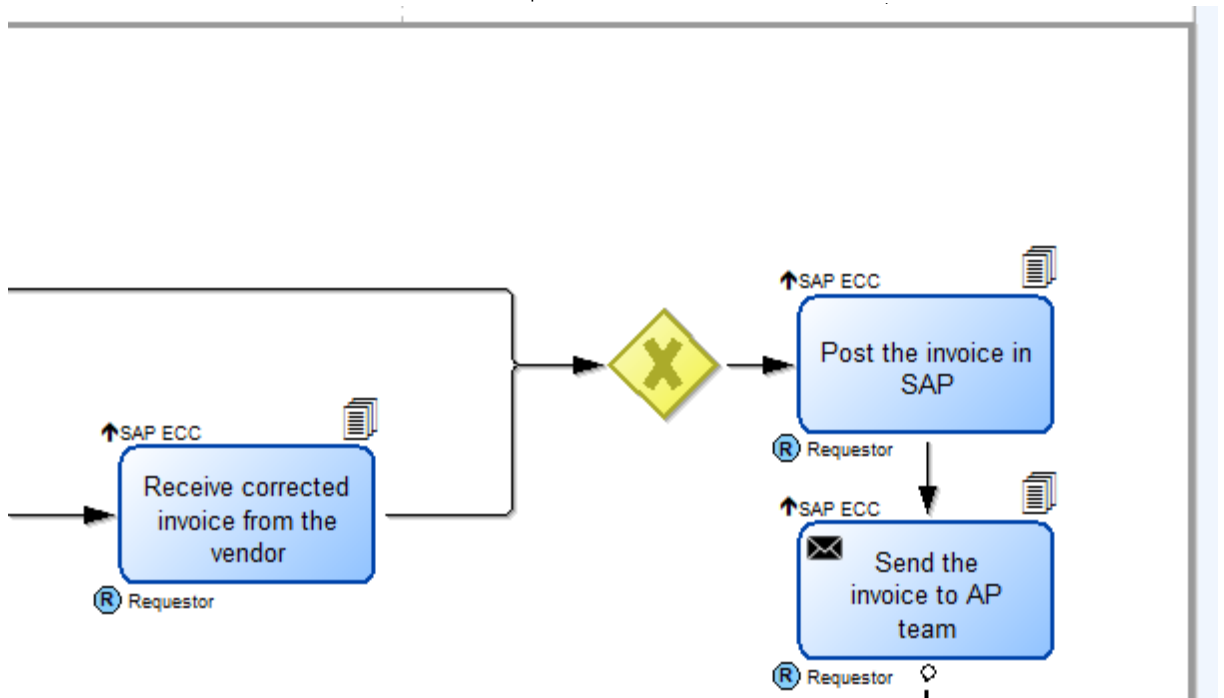 SAP ECC
Post the invoice in
SAP
R Requestor
SAP ECC
Receive corrected
invoice from the
vendor
R Requestor
SAP ECC
Send the
invoice to AP
team
R Requestor